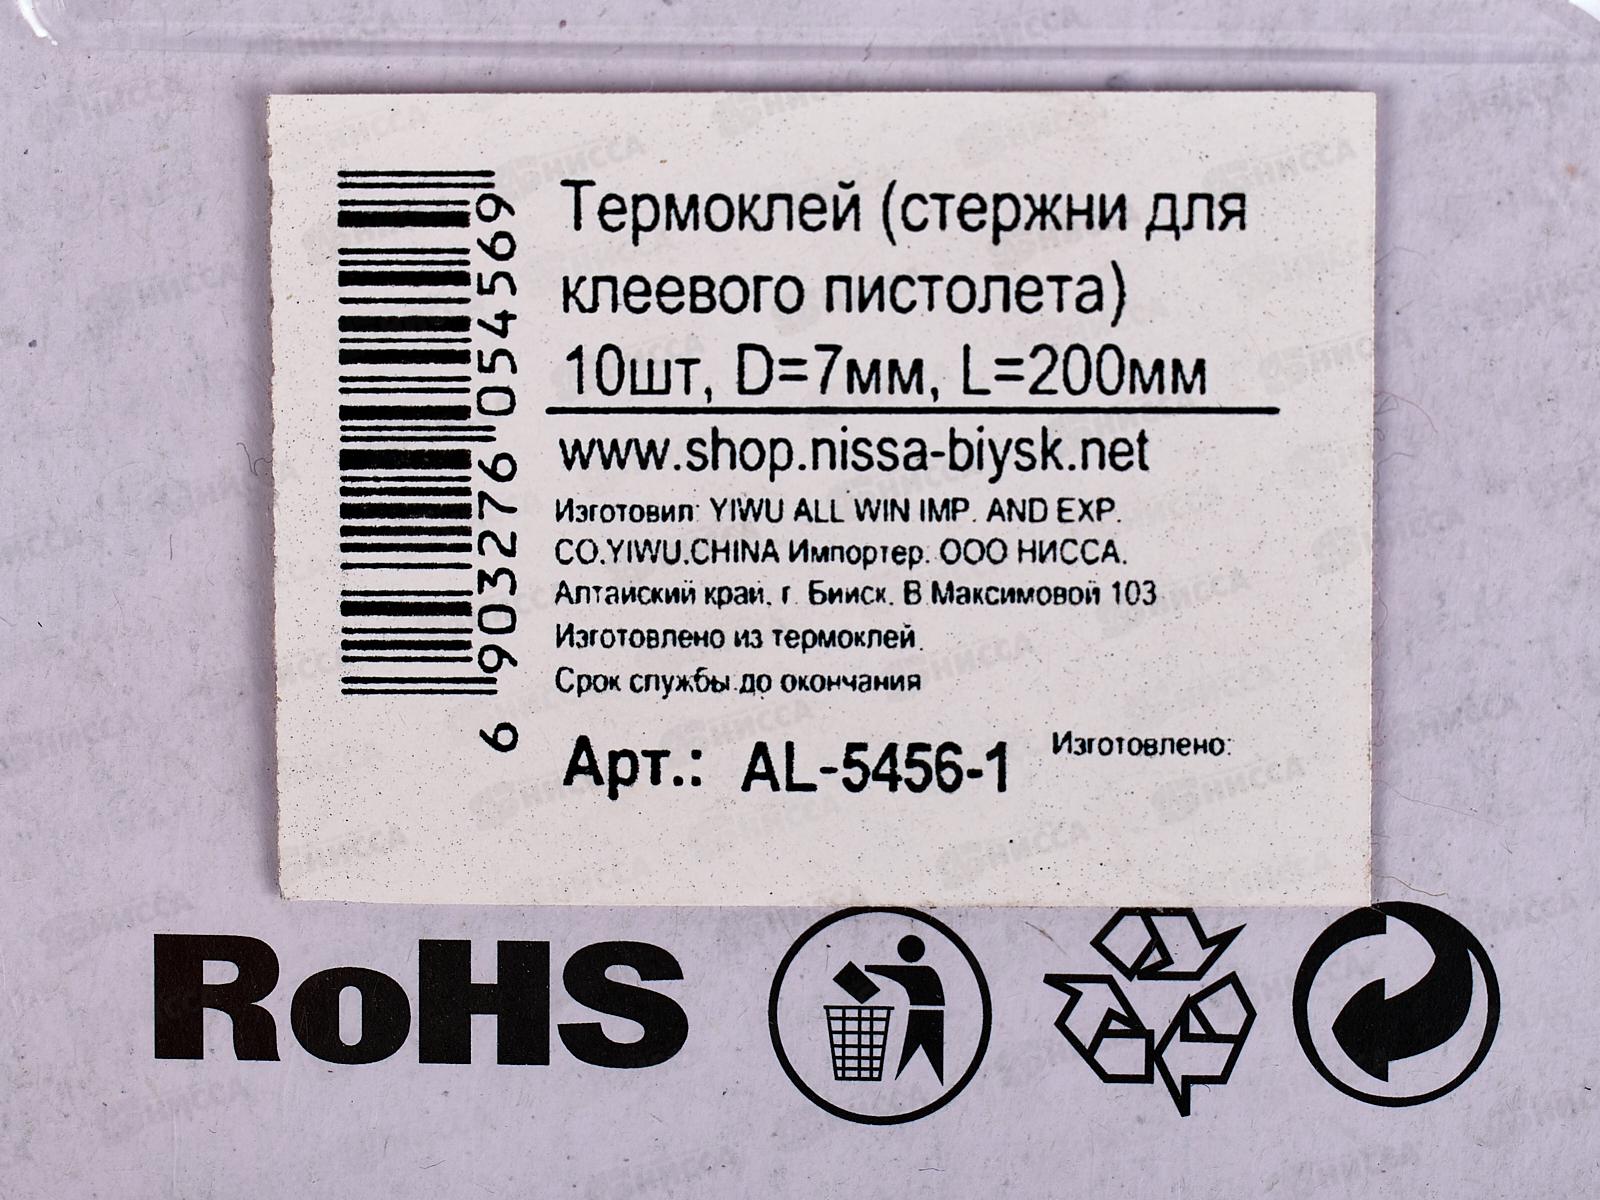 Термоклей (стержни для
клеевого пистолета)
10шт, D=7мм, L=200мм
www.shop.nissa-biysk.net
Изготовил: YIWU ALL WIN IMP. AND EXP.
CO.YIWU.CHINA Импортер: ООО НИССА.
Алтайский край, г. Бийск. В.Максимовой 103
Изготовлено из термоклей.
Срок службы:до окончания
Арт.: AL-5456-1
Изготовлено:
6 903276 054569
RoHS
НИССА